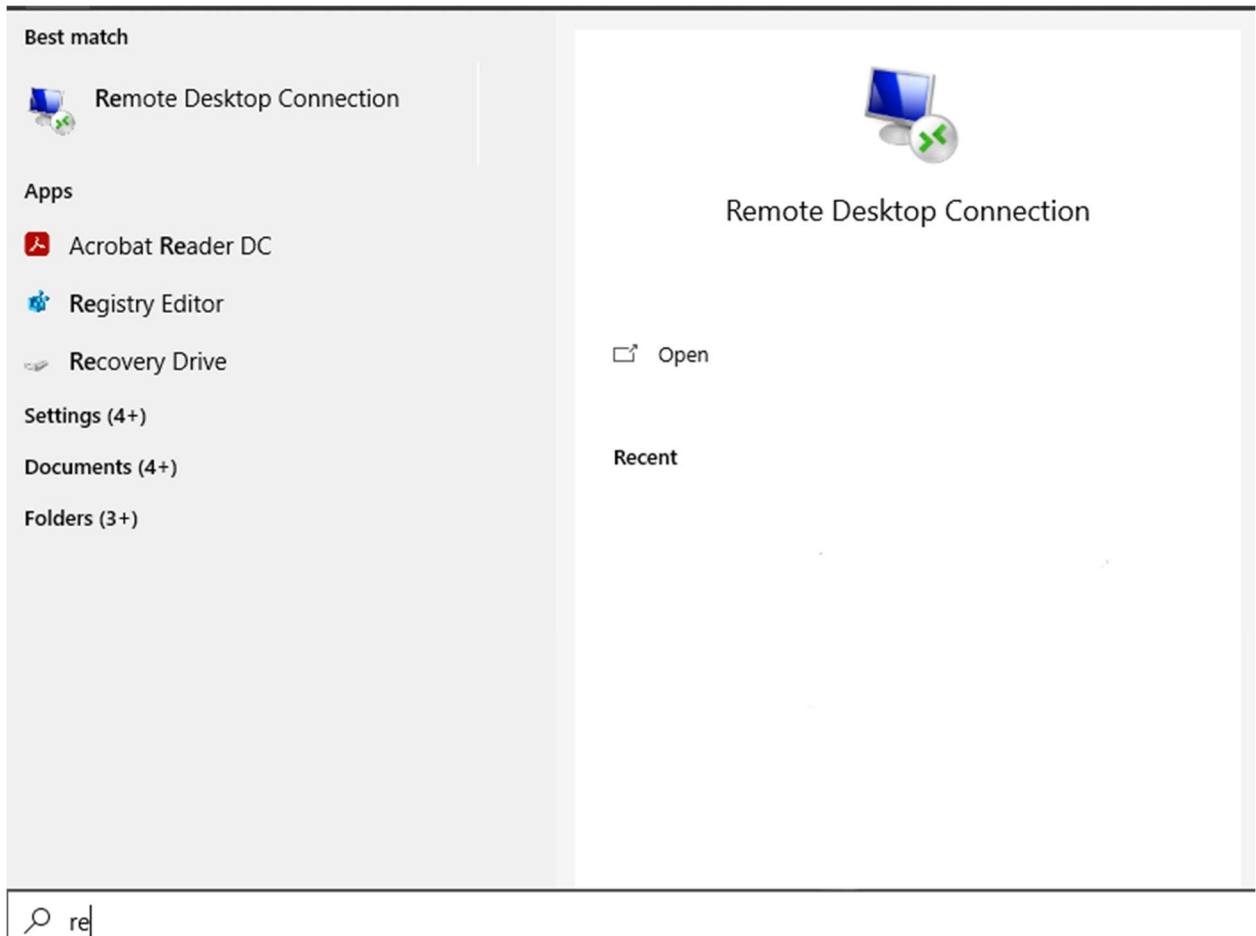 Best match
Remote Desktop Connection
Apps
Acrobat Reader DC
Registry Editor
Recovery Drive
Settings (4+)
Documents (4+)
Folders (3+)
Remote Desktop Connection
Open
Recent
re